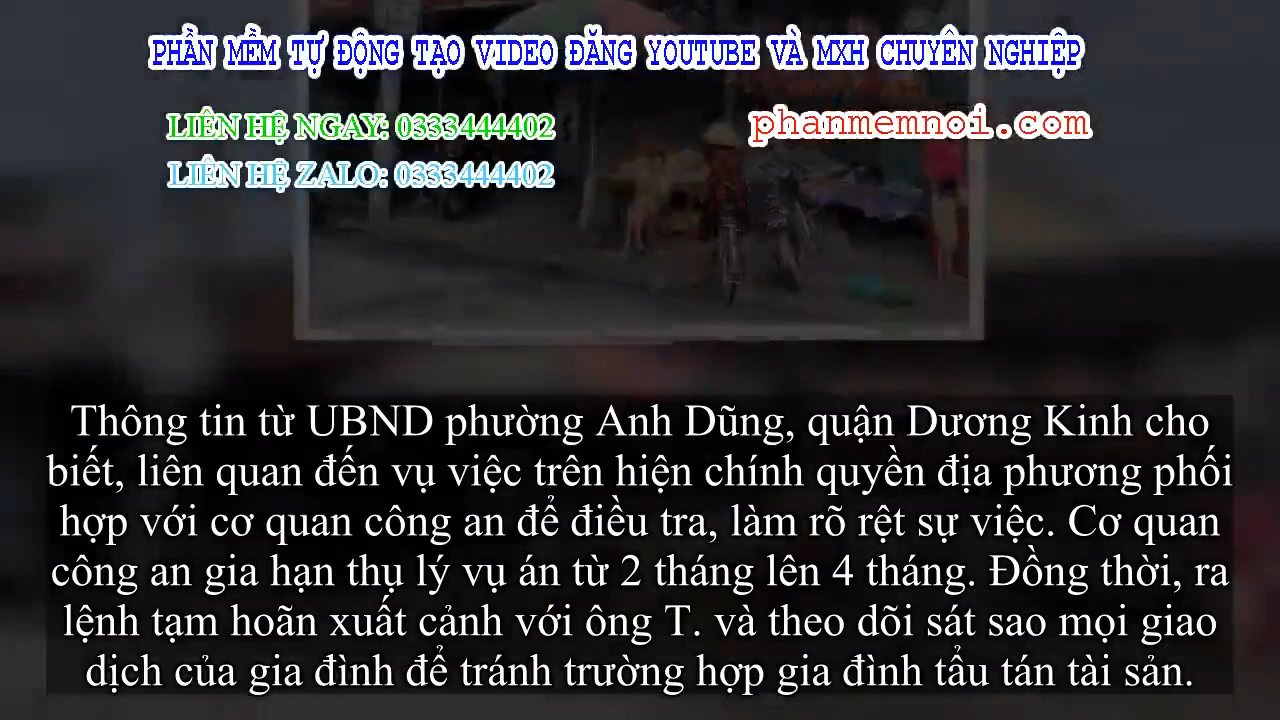 PHẦN MỀM TỰ ĐỘNG TẠO VIDEO ĐĂNG YOUTUBE VÀ MXH CHUYÊN NGHIỆP
LIÊN HỆ NGAY: 0333444402
phanmemnoi.com
LIÊN HỆ ZALO: 0333444402
Thông tin từ UBND phường Anh Dũng, quận Dương Kinh cho
biết, liên quan đến vụ việc trên hiện chính quyền địa phương phối
hợp với cơ quan công an để điều tra, làm rõ rệt sự việc. Cơ quan
công an gia hạn thụ lý vụ án từ 2 tháng lên 4 tháng. Đồng thời, ra
lệnh tạm hoãn xuất cảnh với ông T. và theo dõi sát sao mọi giao
dịch của gia đình để tránh trường hợp gia đình tẩu tán tài sản.